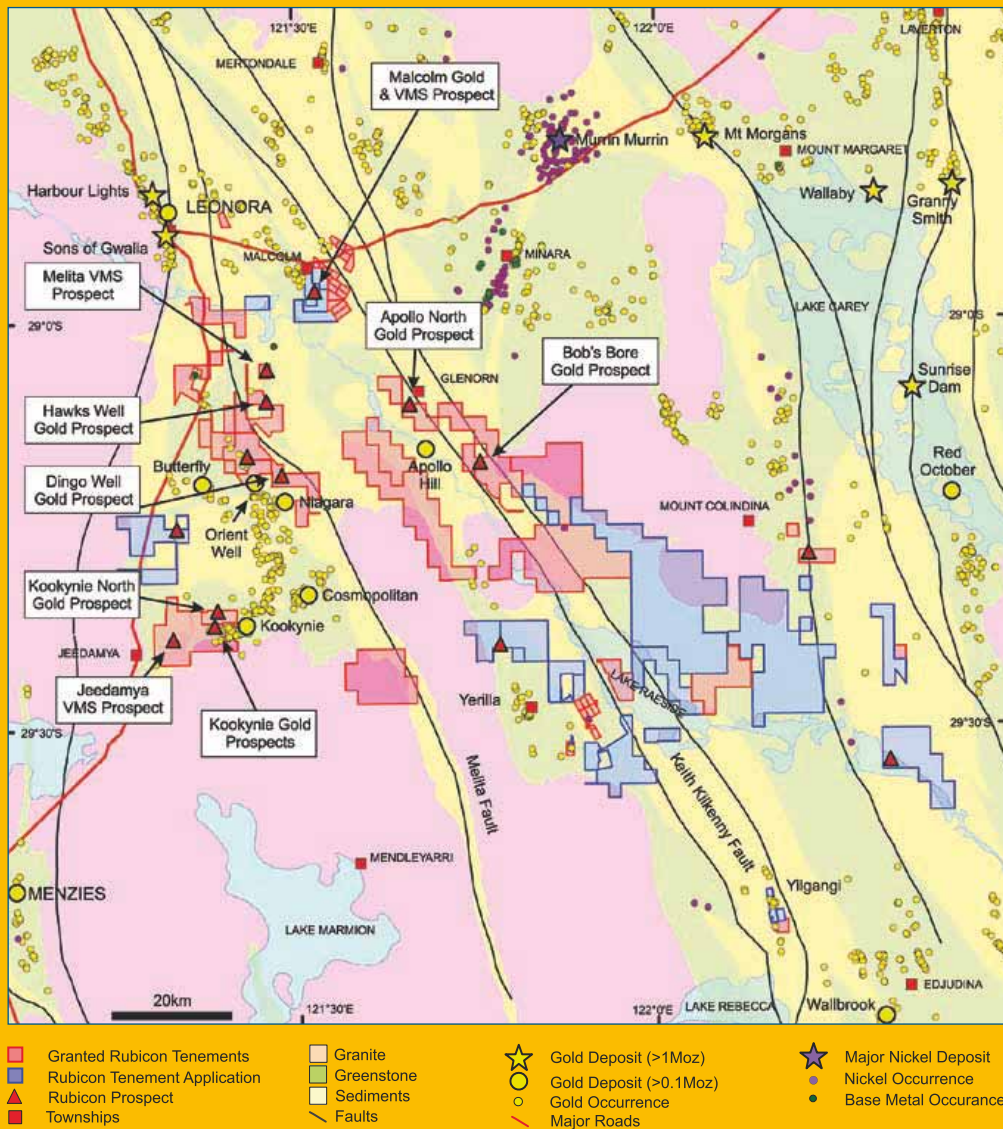 121°30'E
122°0'E
LAVERTON
MERTONDALE
Malcolm Gold
& VMS Prospect
Murrin Murrin
Mt Morgans
MOUNT MARGARET
Harbour Lights
LEONORA
Wallaby
Granny
Smith
Sons of Gwalia
MALCOLM
MINARA
Melita VMS
Prospect
LAKE CAREY
29°0'S
Apollo North
Gold Prospect
29°0'S
Bob's Bore
Gold Prospect
GLENORN
Sunrise
Dam
Hawks Well
Gold Prospect
Butterfly
Apollo
Hill
Red
October
Dingo Well
Gold Prospect
Niagara
MOUNT COLINDINA
Orient
Well
Kookynie North
Gold Prospect
Cosmopolitan
Kookynie
JEEDAMYA
Jeedamya
VMS Prospect
Yerilla
LAKE RAESIDE
Kookynie Gold
Prospects
29°30'S
29°30'S
Melita Fault
Keith Kilkenny Fault
MENDLEYARRI
Yilgangi
MENZIES
LAKE MARMION
EDJUDINA
20km
121°30'E
122°0'E
LAKE REBECCA
Wallbrook
Granted Rubicon Tenements
Rubicon Tenement Application
Rubicon Prospect
Townships
Granite
Greenstone
Sediments
Faults
Gold Deposit (>1Moz)
Gold Deposit (>0.1Moz)
Gold Occurrence
Major Roads
Major Nickel Deposit
Nickel Occurrence
Base Metal Occurance